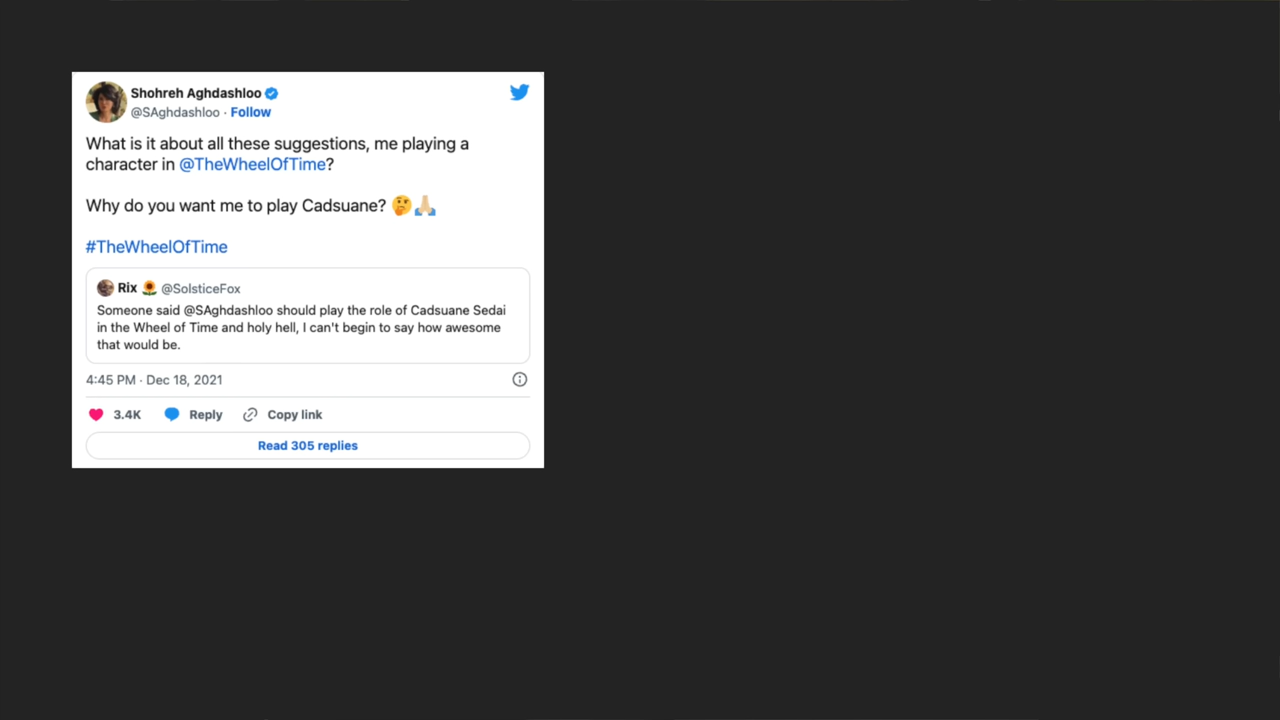 Shohreh Aghdashloo
@SAghdashloo · Follow
What is it about all these suggestions, me playing a
character in @TheWheelOfTime?
Why do you want me to play Cadsuane? 🤔🙏🏼
#TheWheelOfTime
Rix 🌻 @SolsticeFox
Someone said @SAghdashloo should play the role of Cadsuane Sedai
in the Wheel of Time and holy hell, I can't begin to say how awesome
that would be.
4:45 PM · Dec 18, 2021
3.4K Reply Copy link
Read 305 replies